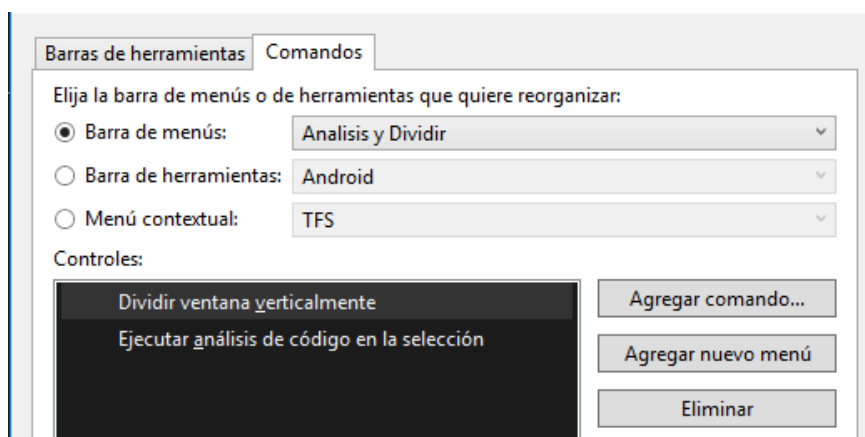 Barras de herramientas Comandos
Elija la barra de menús o de herramientas que quiere reorganizar:
Barra de menús: Analisis y Dividir
Barra de herramientas: Android
Menú contextual: TFS
Controles:
Dividir ventana verticalmente Agregar comando...
Ejecutar análisis de código en la selección
Agregar nuevo menú
Eliminar